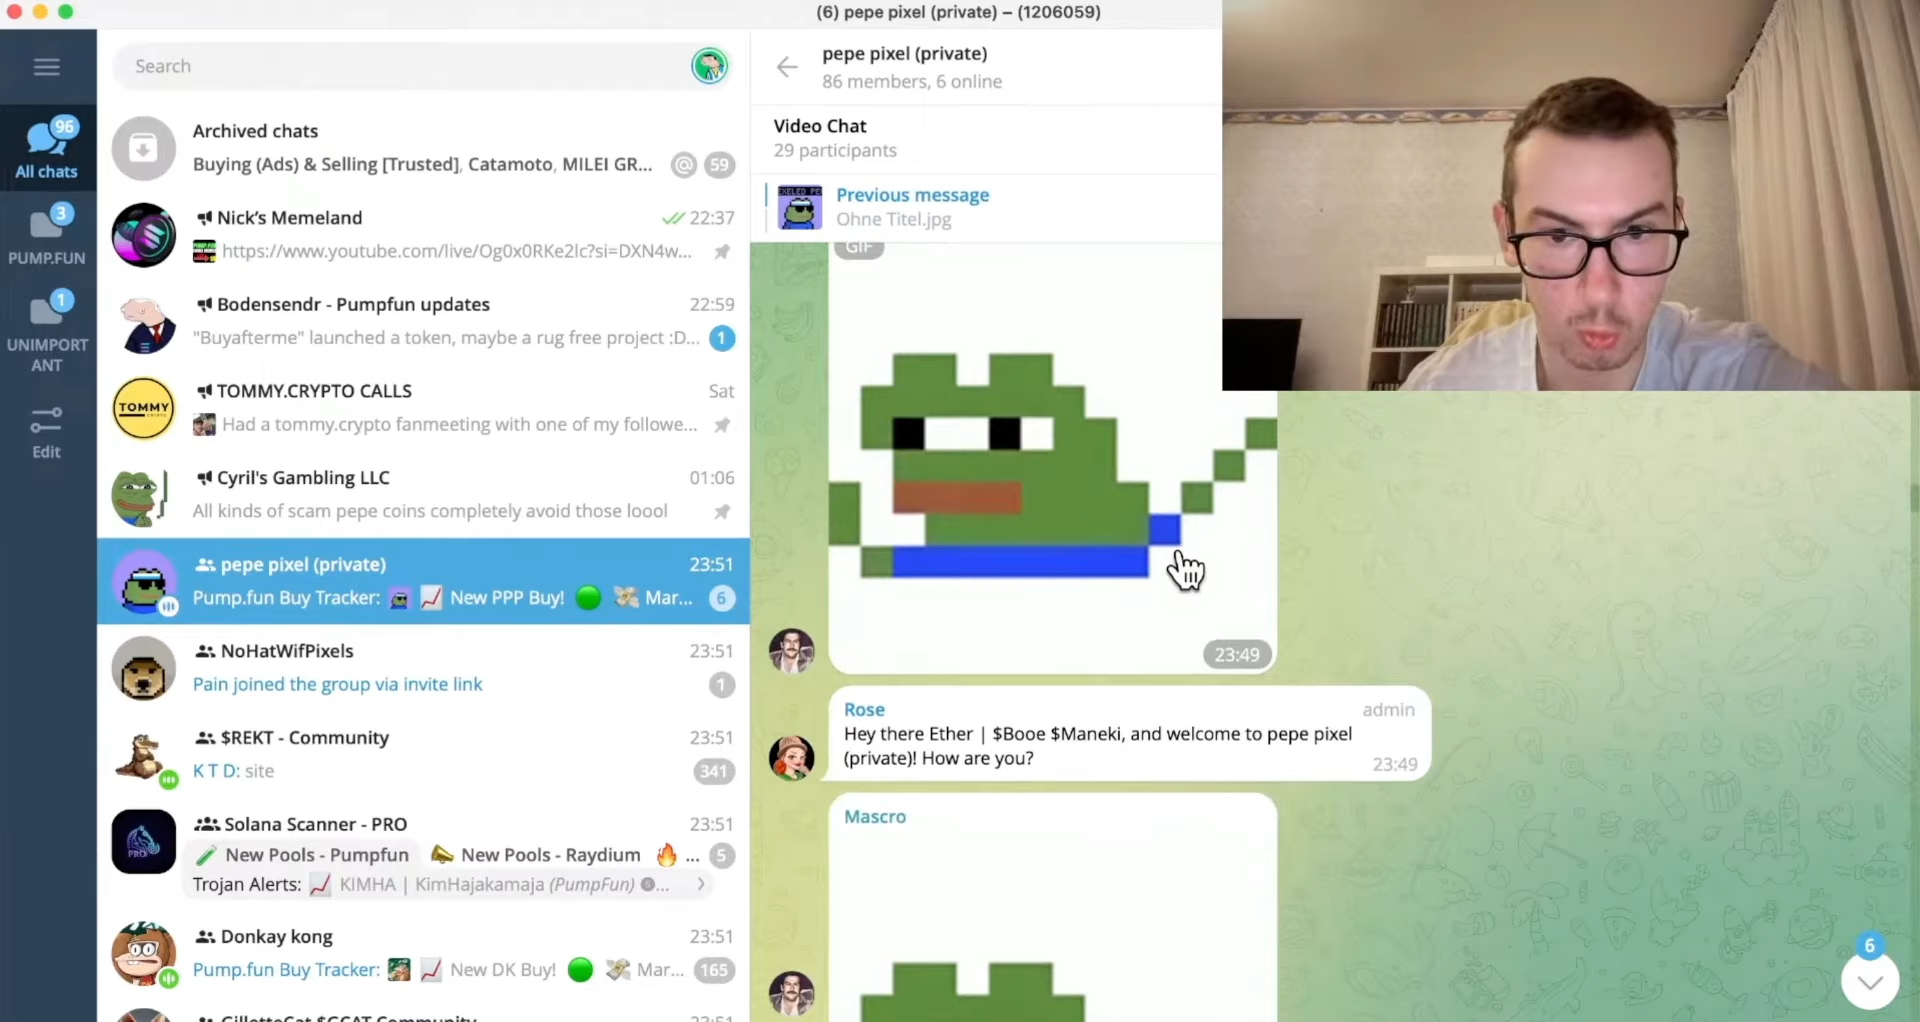 (6) pepe pixel (private) – (1206059)
Search
96
All chats
3
PUMP.FUN
1
UNIMPORT
ANT
Edit
Archived chats
Buying (Ads) & Selling [Trusted], Catamoto, MILEI GR... @ 59
Nick's Memeland 22:37
https://www.youtube.com/live/Og0x0RKe2lc?si=DXN4w...
Bodensendr - Pumpfun updates 22:59
"Buyafterme" launched a token, maybe a rug free project :D... 1
TOMMY
TOMMY.CRYPTO CALLS Sat
Had a tommy.crypto fanmeeting with one of my followe...
Cyril's Gambling LLC 01:06
All kinds of scam pepe coins completely avoid those loool
pepe pixel (private) 23:51
Pump.fun Buy Tracker: New PPP Buy! Mar... 6
NoHatWifPixels 23:51
Pain joined the group via invite link 1
$REKT - Community 23:51
K T D: site 341
PRO
Solana Scanner - PRO 23:51
New Pools - Pumpfun New Pools - Raydium ... 5
Trojan Alerts: KIMHA | KimHajakamaja (PumpFun) ...
Donkay kong 23:51
Pump.fun Buy Tracker: New DK Buy! Mar... 165
pepe pixel (private)
86 members, 6 online
Video Chat
29 participants
Previous message
Ohne Titel.jpg
GIF
23:49
Rose admin
Hey there Ether | $Booe $Maneki, and welcome to pepe pixel
(private)! How are you?
23:49
Mascro
6